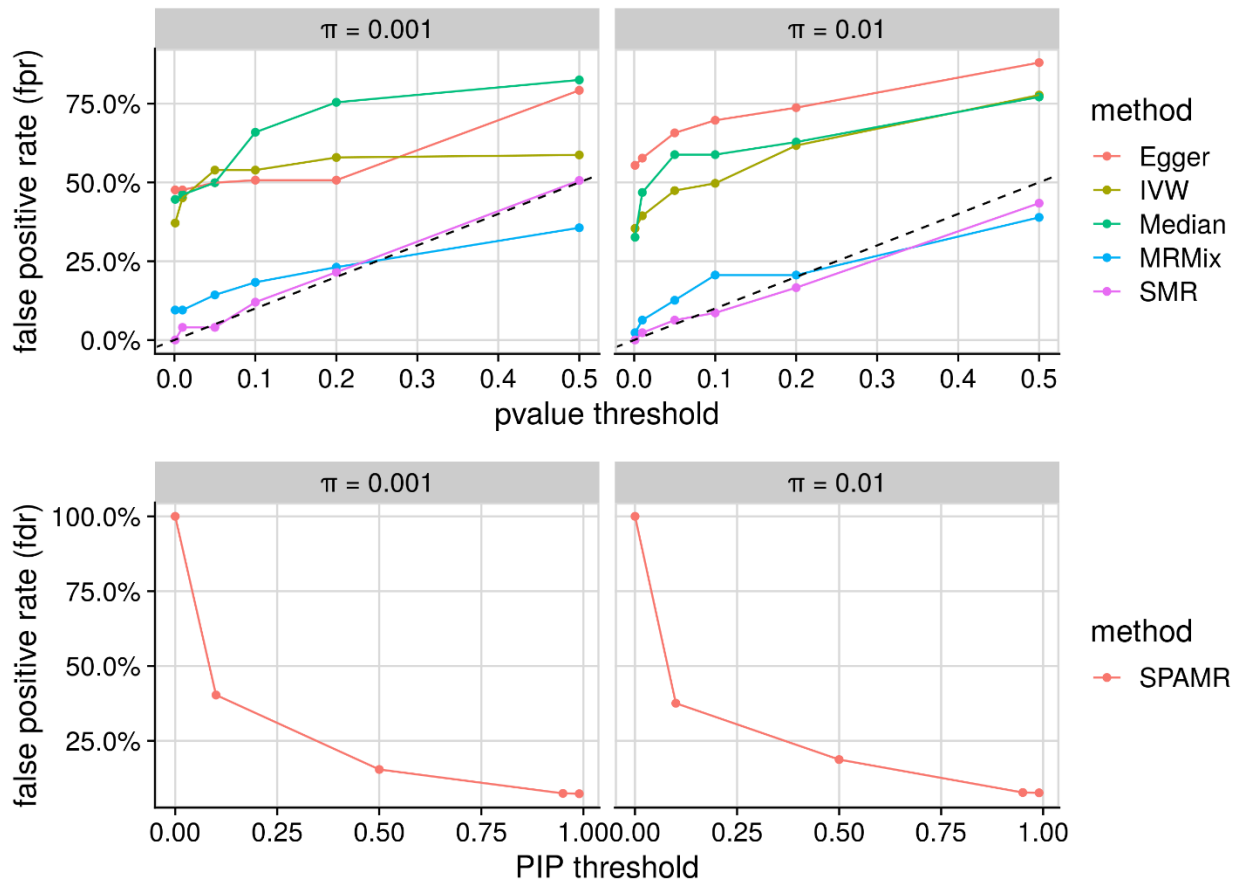 π = 0.001
π = 0.01
false positive rate (fpr)
75.0%
50.0%
25.0%
0.0%
0.0 0.1 0.2 0.3 0.4 0.5
0.0 0.1 0.2 0.3 0.4 0.5
pvalue threshold
method
Egger
IVW
Median
MRMix
SMR
π = 0.001
π = 0.01
false positive rate (fdr)
100.0%
75.0%
50.0%
25.0%
0.00 0.25 0.50 0.75 1.00
0.00 0.25 0.50 0.75 1.00
PIP threshold
method
SPAMR